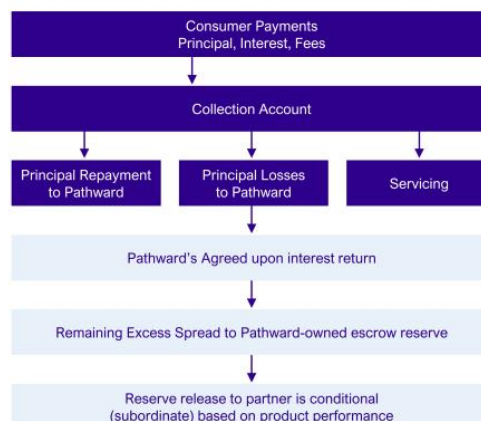 Consumer Payments
Principal, Interest, Fees
Collection Account
Principal Repayment
to Pathward
Principal Losses
to Pathward
Servicing
Pathward’s Agreed upon interest return
Remaining Excess Spread to Pathward-owned escrow reserve
Reserve release to partner is conditional
(subordinate) based on product performance